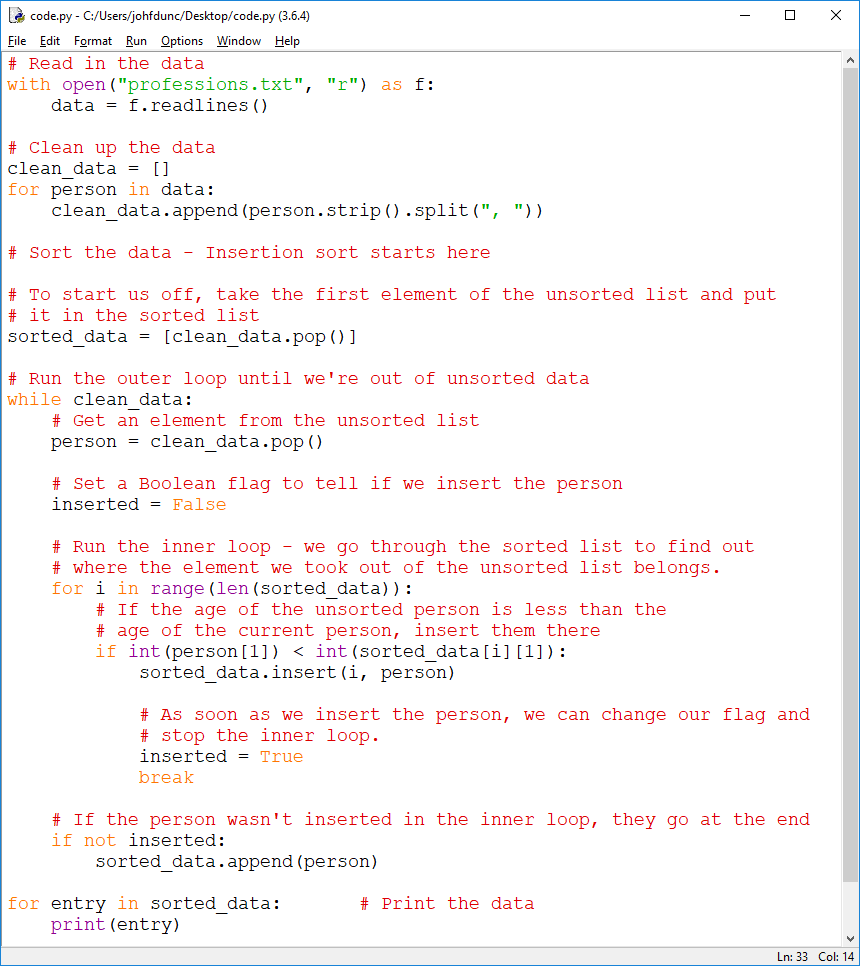 code.py - C:/Users/johfdunc/Desktop/code.py (3.6.4)
File Edit Format Run Options Window Help
# Read in the data
with open("professions.txt", "r") as f:
    data = f.readlines()

# Clean up the data
clean_data = []
for person in data:
    clean_data.append(person.strip().split(", "))

# Sort the data - Insertion sort starts here

# To start us off, take the first element of the unsorted list and put
# it in the sorted list
sorted_data = [clean_data.pop()]

# Run the outer loop until we're out of unsorted data
while clean_data:
    # Get an element from the unsorted list
    person = clean_data.pop()

    # Set a Boolean flag to tell if we insert the person
    inserted = False

    # Run the inner loop - we go through the sorted list to find out
    # where the element we took out of the unsorted list belongs.
    for i in range(len(sorted_data)):
        # If the age of the unsorted person is less than the
        # age of the current person, insert them there
        if int(person[1]) < int(sorted_data[i][1]):
            sorted_data.insert(i, person)

            # As soon as we insert the person, we can change our flag and
            # stop the inner loop.
            inserted = True
            break

    # If the person wasn't inserted in the inner loop, they go at the end
    if not inserted:
        sorted_data.append(person)

for entry in sorted_data:       # Print the data
    print(entry)
Ln: 33 Col: 14